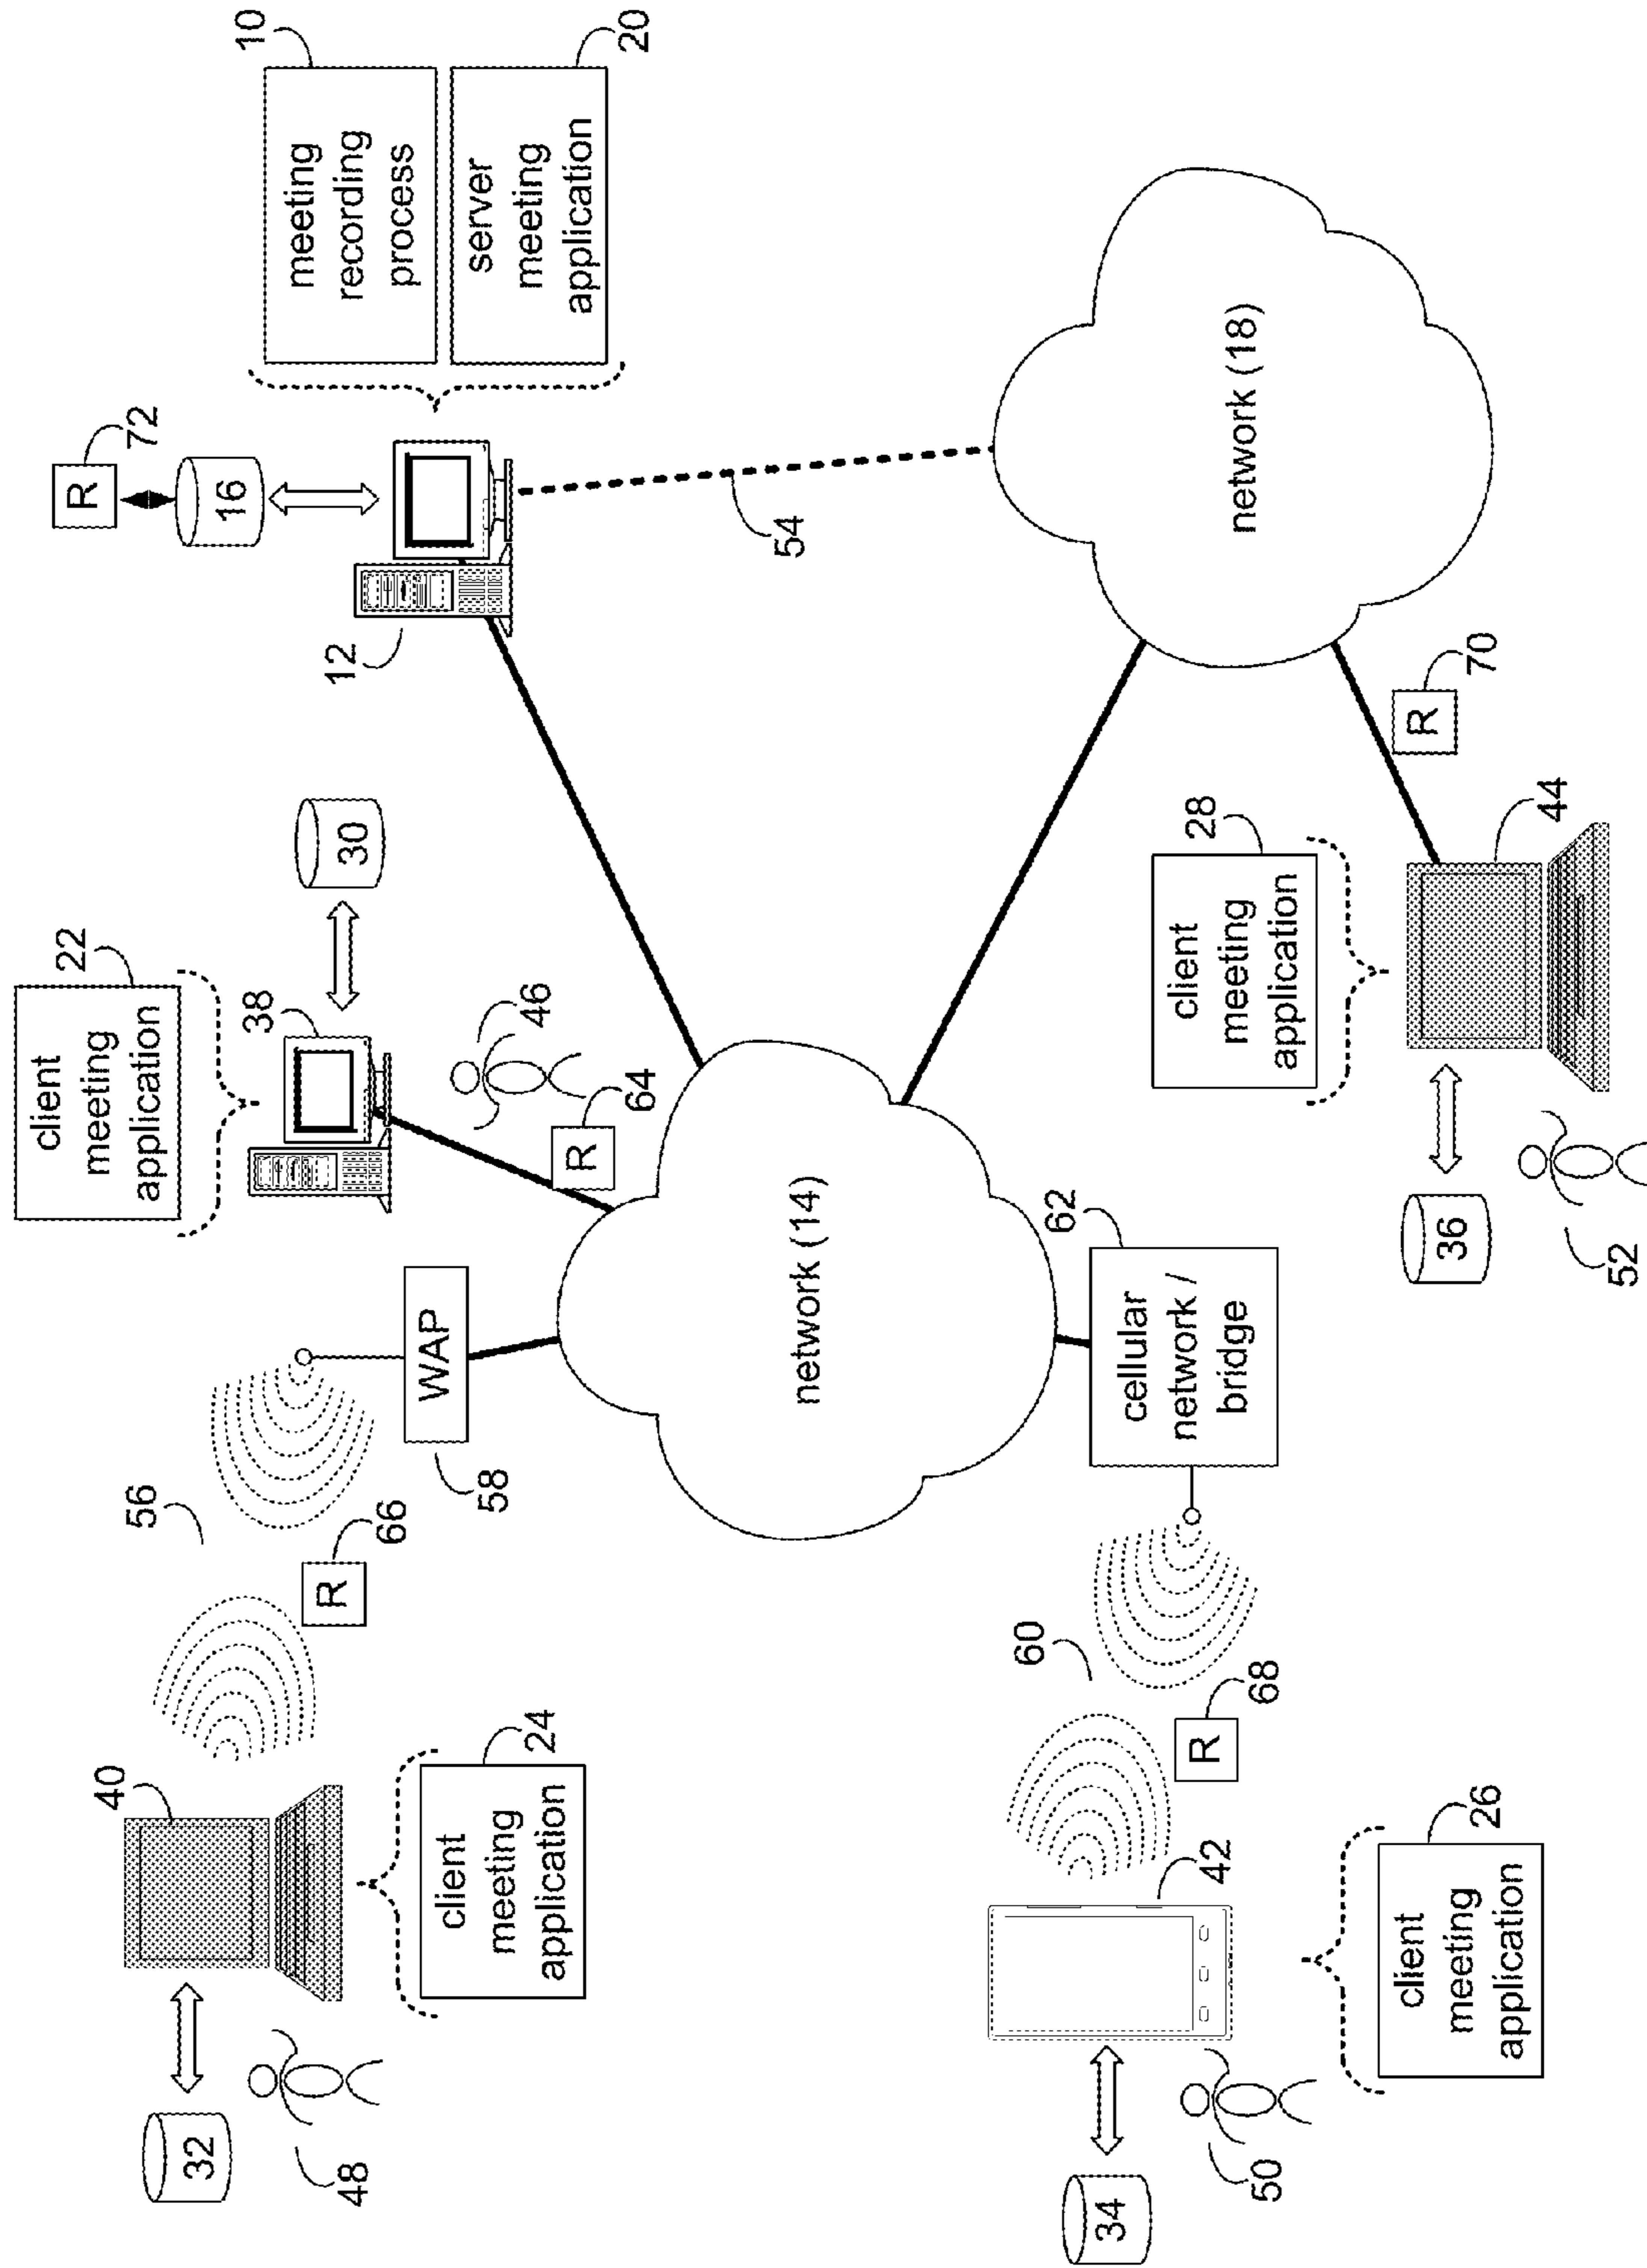 40
32
48
client
meeting
application
24
56
R
66
WAP
58
client
meeting
application
22
38
30
46
R
64
R
72
16
12
meeting
recording
process
10
server
meeting
application
20
network (14)
54
network (18)
62
cellular
network /
bridge
60
R
68
42
34
50
client
meeting
application
26
client
meeting
application
28
R
70
44
36
52